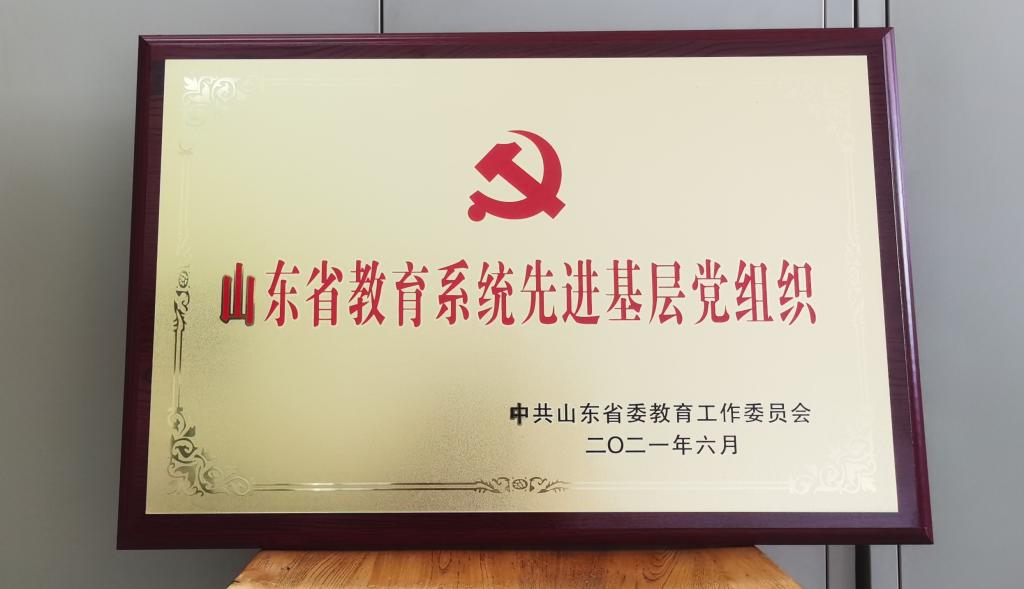 山东省教育系统先进基层党组织
中共山东省委教育工作委员会
二〇二一年六月